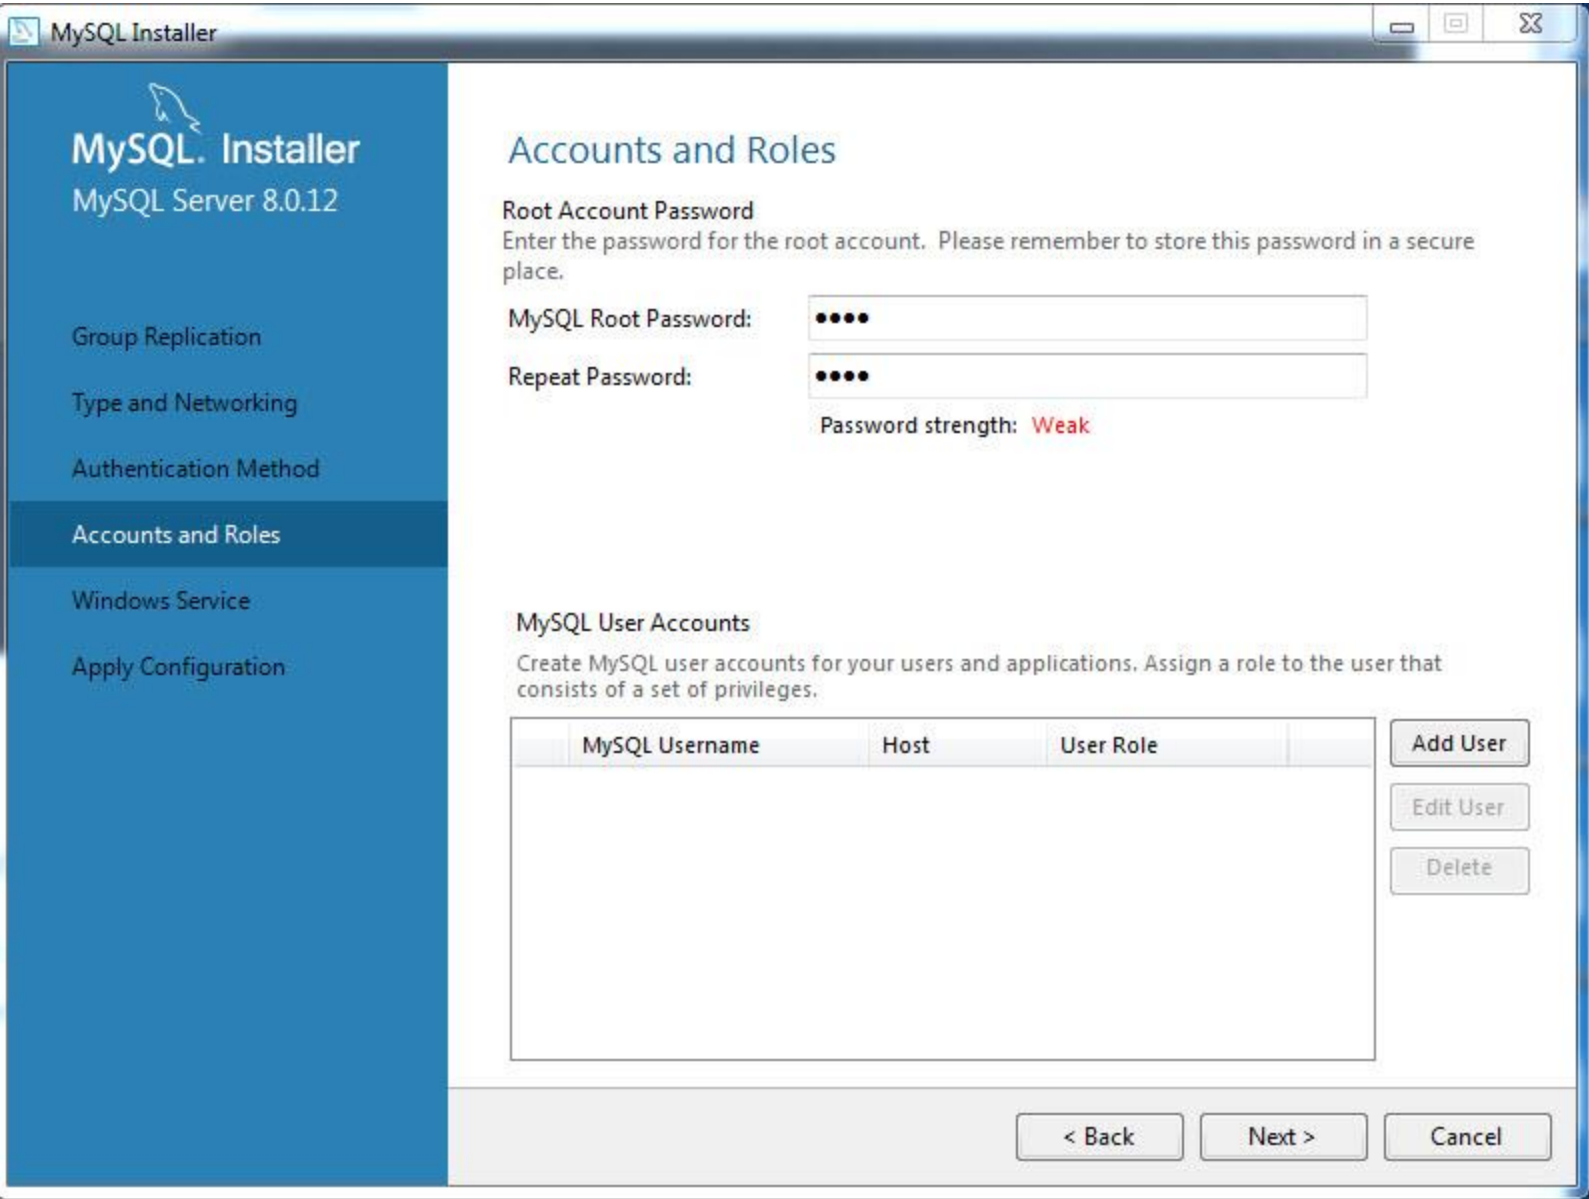 MySQL Installer
MySQL. Installer
MySQL Server 8.0.12
Group Replication
Type and Networking
Authentication Method
Accounts and Roles
Windows Service
Apply Configuration
Accounts and Roles
Root Account Password
Enter the password for the root account.  Please remember to store this password in a secure
place.
MySQL Root Password: ●●●●
Repeat Password: ●●●●
Password strength: Weak
MySQL User Accounts
Create MySQL user accounts for your users and applications. Assign a role to the user that
consists of a set of privileges.
MySQL Username Host User Role
Add User
Edit User
Delete
< Back Next > Cancel